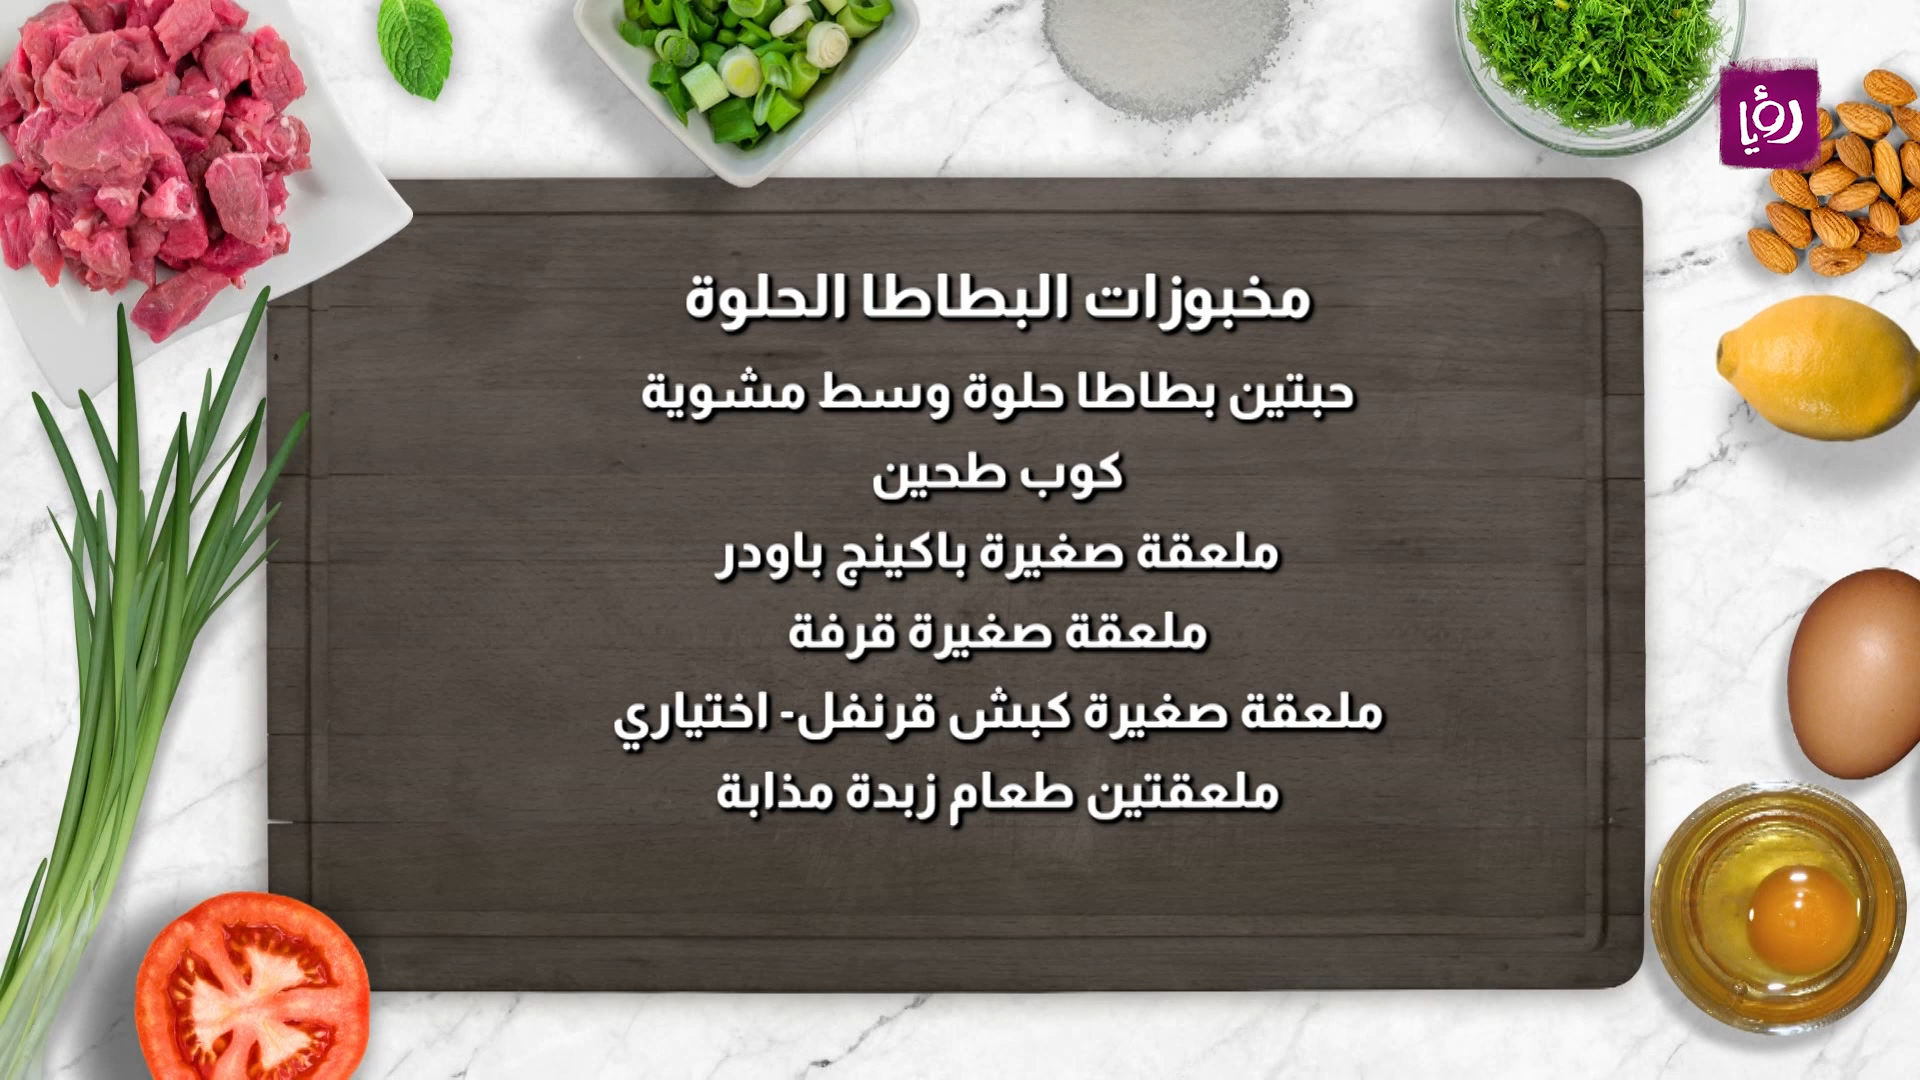 رؤيا
مخبوزات البطاطا الحلوة
حبتين بطاطا حلوة وسط مشوية
كوب طحين
ملعقة صغيرة باكينج باودر
ملعقة صغيرة قرفة
ملعقة صغيرة كبش قرنفل- اختياري
ملعقتين طعام زبدة مذابة